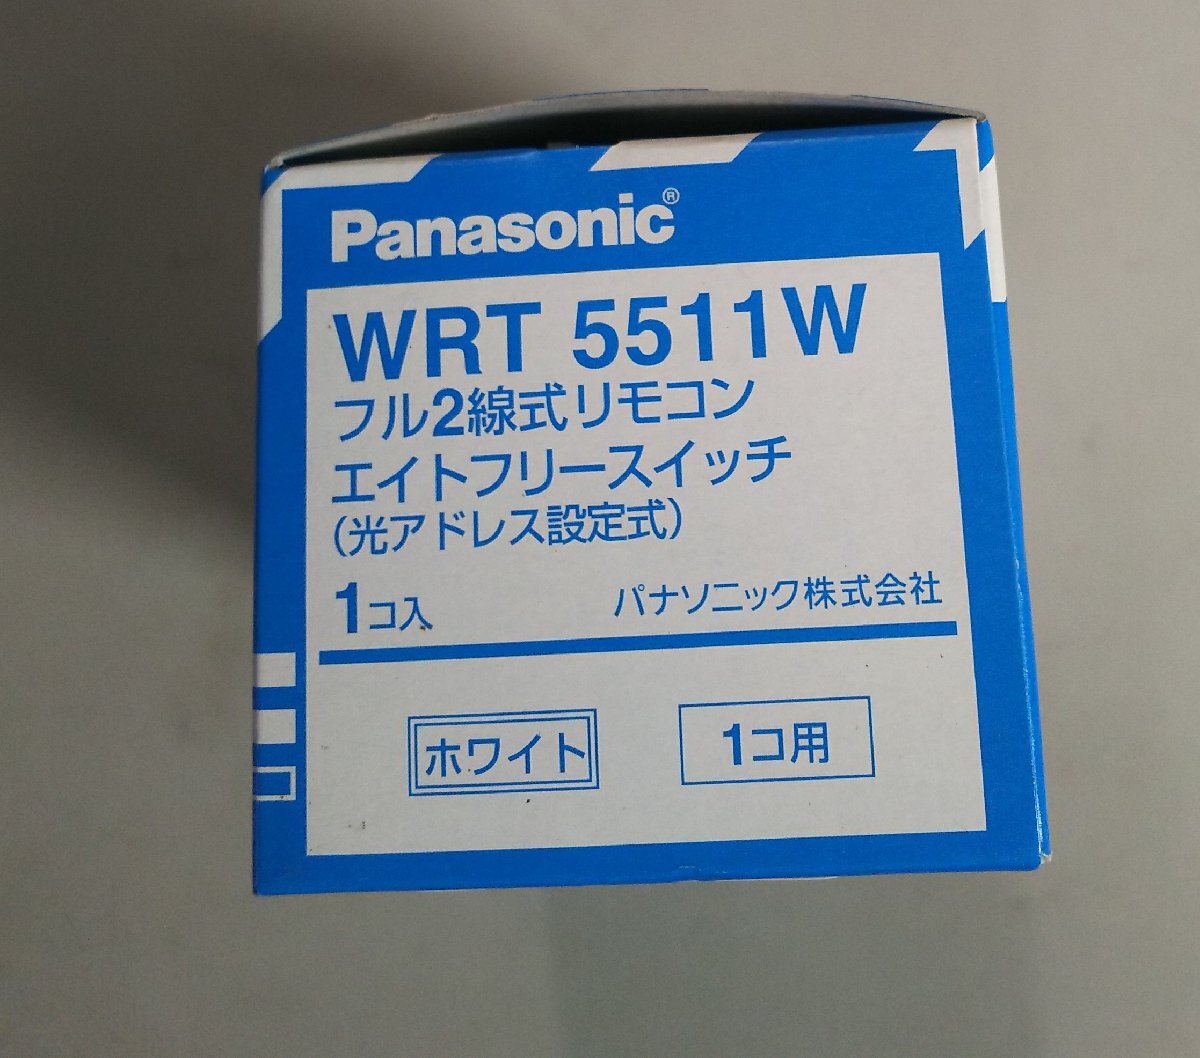 Panasonic®
WRT 5511W
フル2線式リモコン
エイトフリースイッチ
(光アドレス設定式)
1コ入 パナソニック株式会社
ホワイト 1コ用